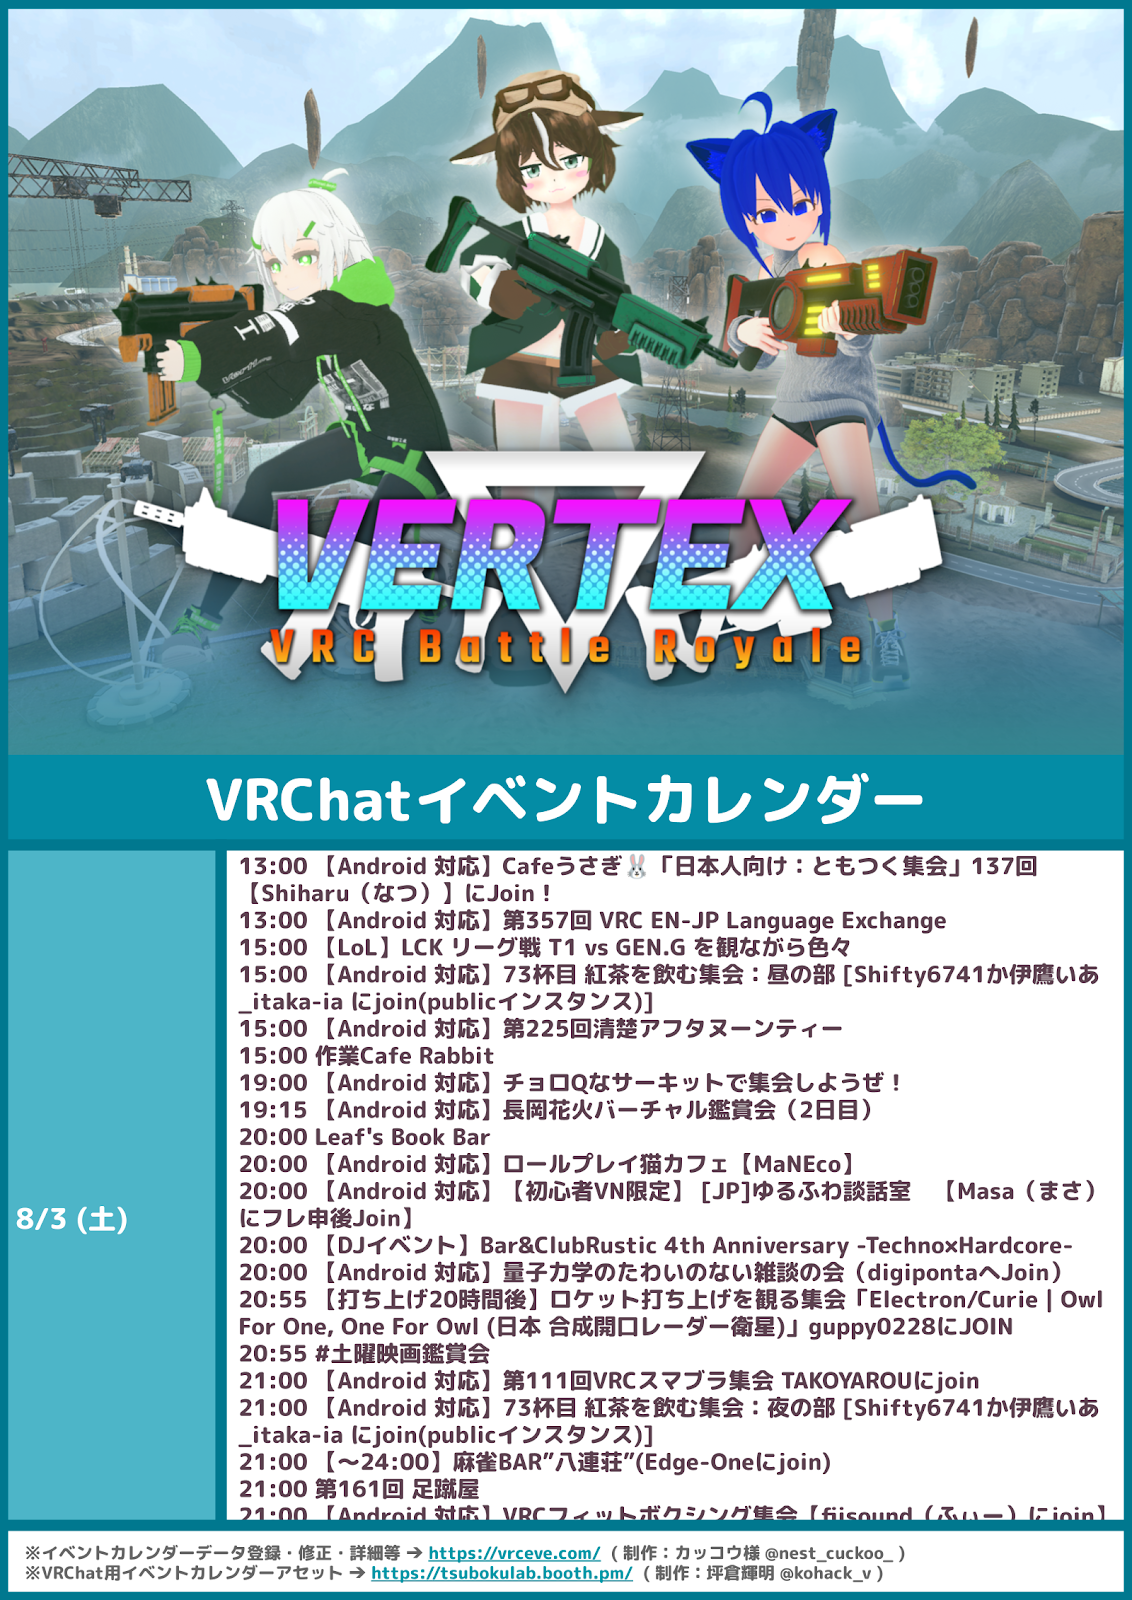 VERTEX
VRC Battle Royale
VRChatイベントカレンダー
8/3 (土)
13:00 【Android 対応】Cafeうさぎ🐰「日本人向け：ともつく集会」137回
【Shiharu（なつ）】にJoin！
13:00 【Android 対応】第357回 VRC EN-JP Language Exchange
15:00 【LoL】LCK リーグ戦 T1 vs GEN.G を観ながら色々
15:00 【Android 対応】73杯目 紅茶を飲む集会：昼の部 [Shifty6741か伊鷹いあ
_itaka-ia にjoin(publicインスタンス)]
15:00 【Android 対応】第225回清楚アフタヌーンティー
15:00 作業Cafe Rabbit
19:00 【Android 対応】チョロQなサーキットで集会しようぜ！
19:15 【Android 対応】長岡花火バーチャル鑑賞会（2日目）
20:00 Leaf's Book Bar
20:00 【Android 対応】ロールプレイ猫カフェ【MaNEco】
20:00 【Android 対応】【初心者VN限定】 [JP]ゆるふわ談話室　【Masa（まさ）
にフレ申後Join】
20:00 【DJイベント】Bar&ClubRustic 4th Anniversary -Techno×Hardcore-
20:00 【Android 対応】量子力学のたわいのない雑談の会（digipontaへJoin）
20:55 【打ち上げ20時間後】ロケット打ち上げを観る集会「Electron/Curie | Owl
For One, One For Owl (日本 合成開口レーダー衛星)」guppy0228にJOIN
20:55 #土曜映画鑑賞会
21:00 【Android 対応】第111回VRCスマブラ集会 TAKOYAROUにjoin
21:00 【Android 対応】73杯目 紅茶を飲む集会：夜の部 [Shifty6741か伊鷹いあ
_itaka-ia にjoin(publicインスタンス)]
21:00 【～24:00】麻雀BAR”八連荘”(Edge-Oneにjoin)
21:00 第161回 足蹴屋
21:00 【Android 対応】VRCフィットボクシング集会【fijsound（ふぃー）にjoin】
※イベントカレンダーデータ登録・修正・詳細等 → https://vrceve.com/ ( 制作：カッコウ様 @nest_cuckoo_ )
※VRChat用イベントカレンダーアセット → https://tsubokulab.booth.pm/ ( 制作：坪倉輝明 @kohack_v )